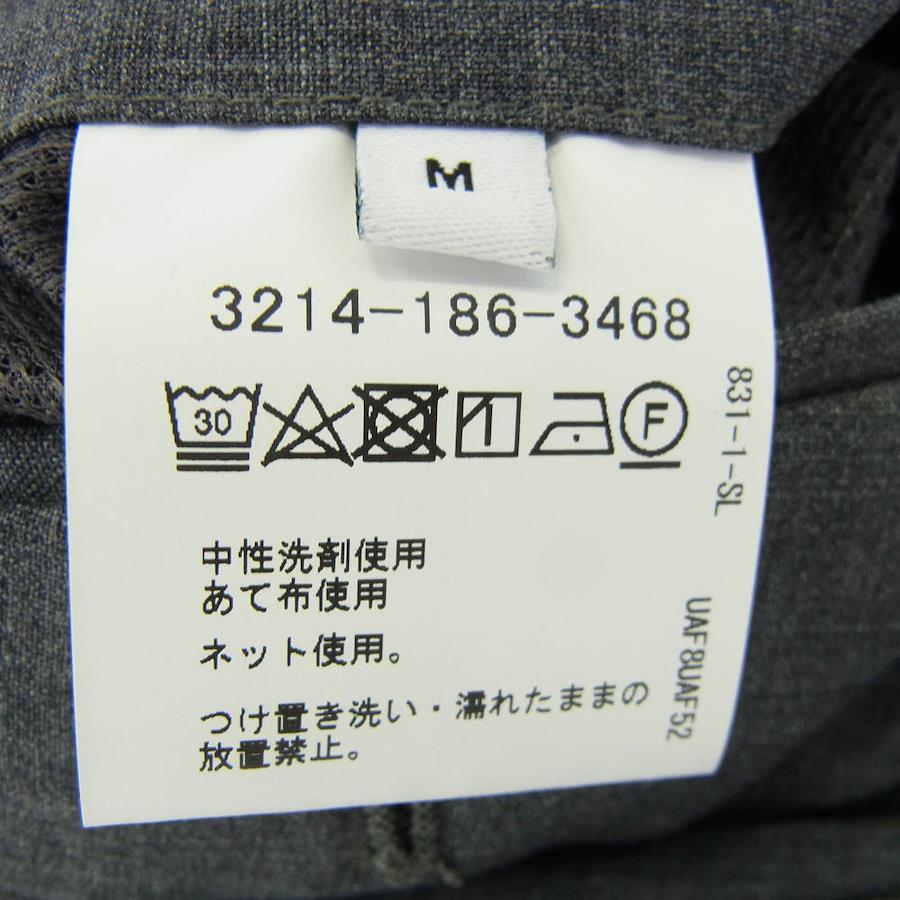 M
3214-186-3468
30
F
831-1-SL
中性洗剤使用
あて布使用
ネット使用。
つけ置き洗い・濡れたままの
放置禁止。
UAF8UAF52